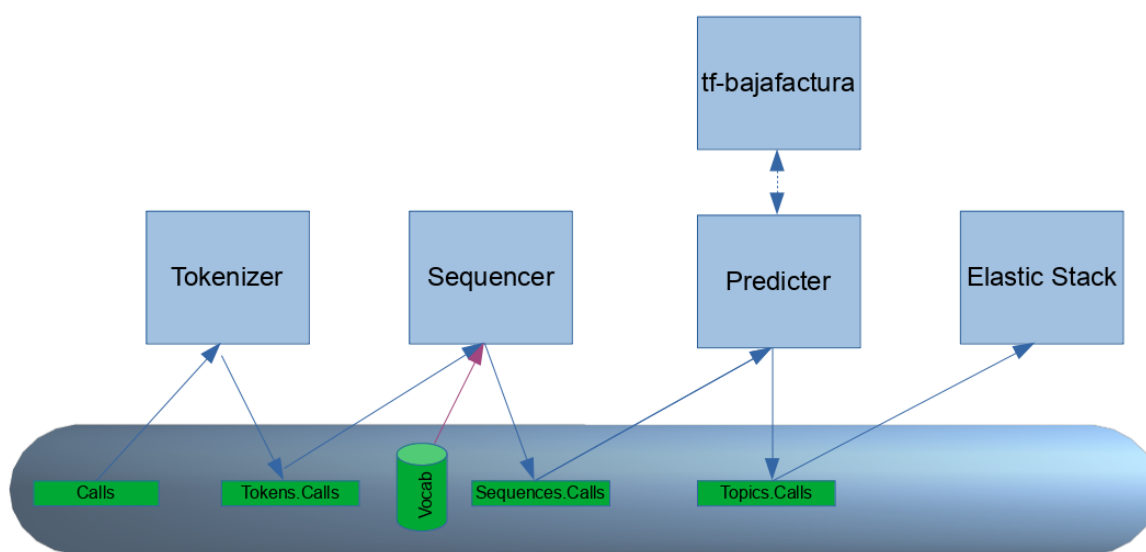 tf-bajafactura
Tokenizer
Sequencer
Predicter
Elastic Stack
Calls
Tokens.Calls
Vocab
Sequences.Calls
Topics.Calls